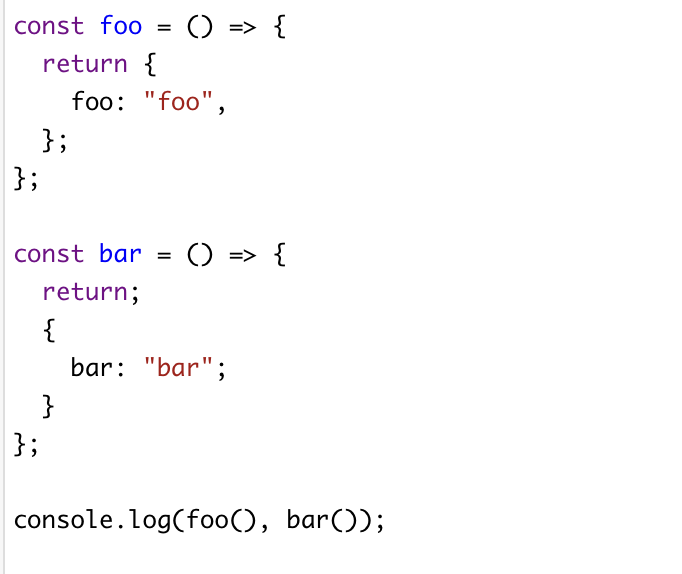 const foo = () => {
  return {
    foo: "foo",
  };
};

const bar = () => {
  return;
  {
    bar: "bar";
  }
};

console.log(foo(), bar());